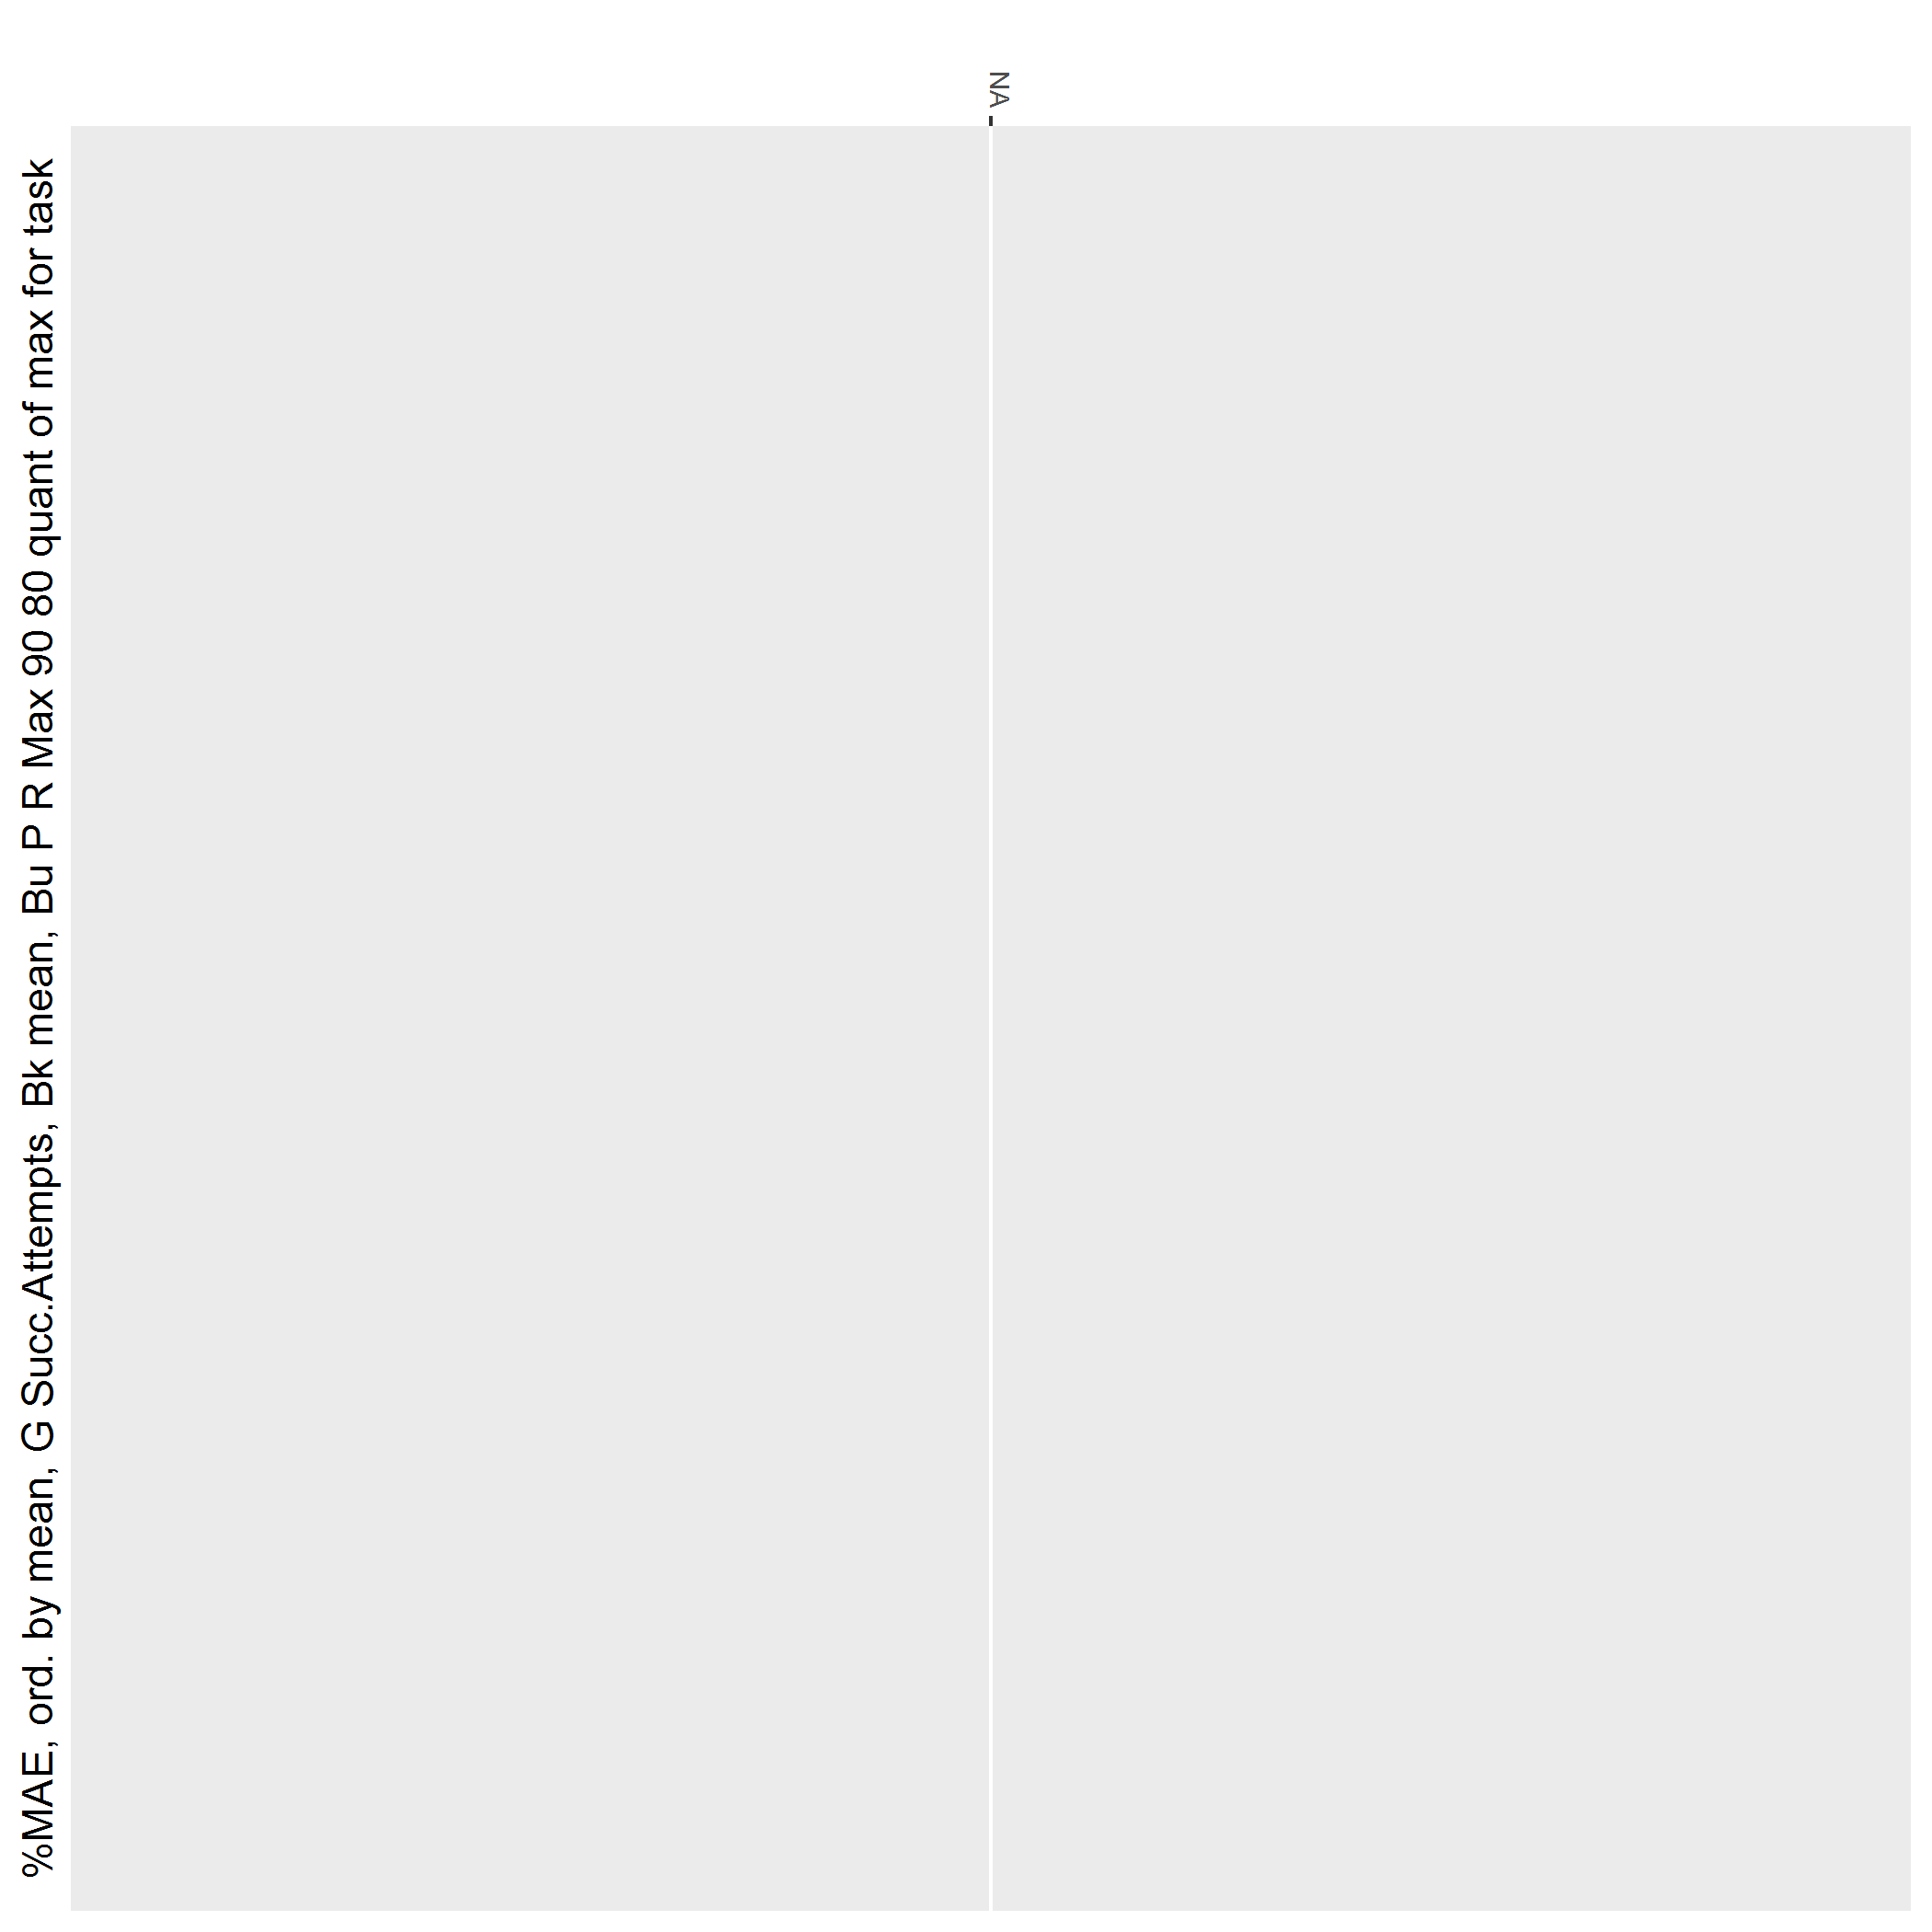 NA
%MAE, ord. by mean, G Succ.Attempts, Bk mean, Bu P R Max 90 80 quant of max for task